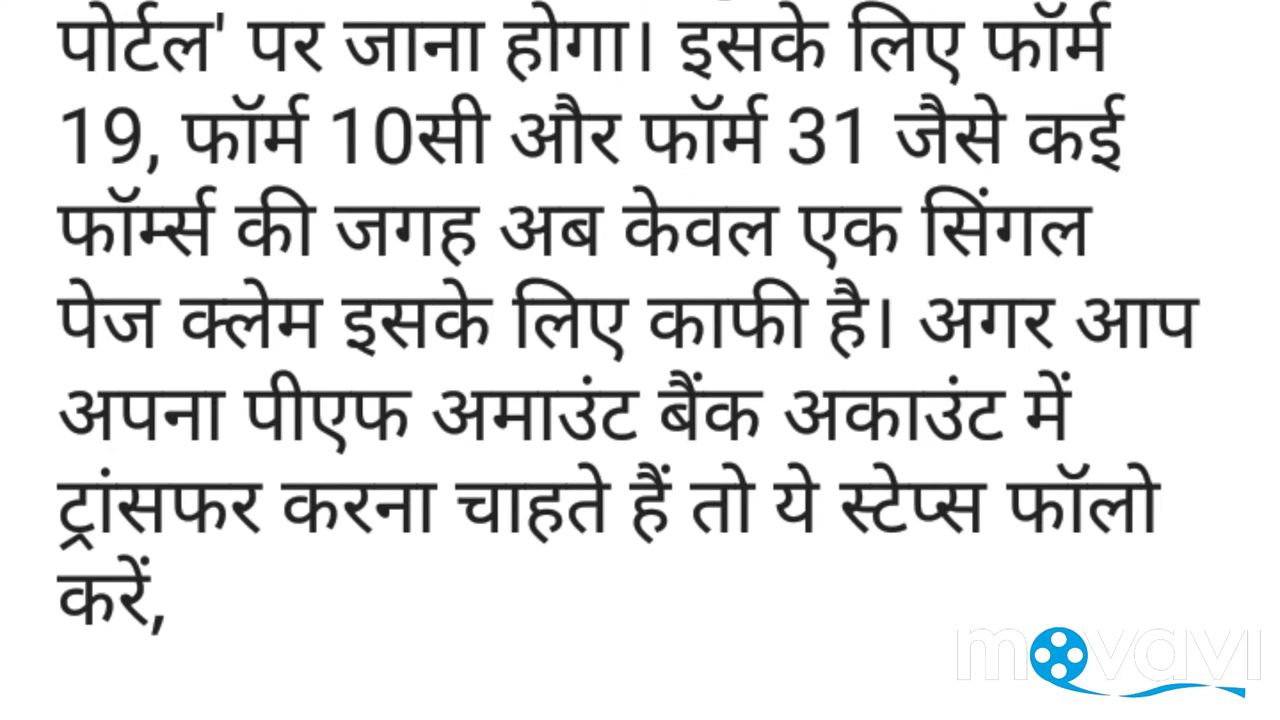 पोर्टल' पर जाना होगा। इसके लिए फॉर्म
19, फॉर्म 10सी और फॉर्म 31 जैसे कई
फॉर्म्स की जगह अब केवल एक सिंगल
पेज क्लेम इसके लिए काफी है। अगर आप
अपना पीएफ अमाउंट बैंक अकाउंट में
ट्रांसफर करना चाहते हैं तो ये स्टेप्स फॉलो
करें,
movavi